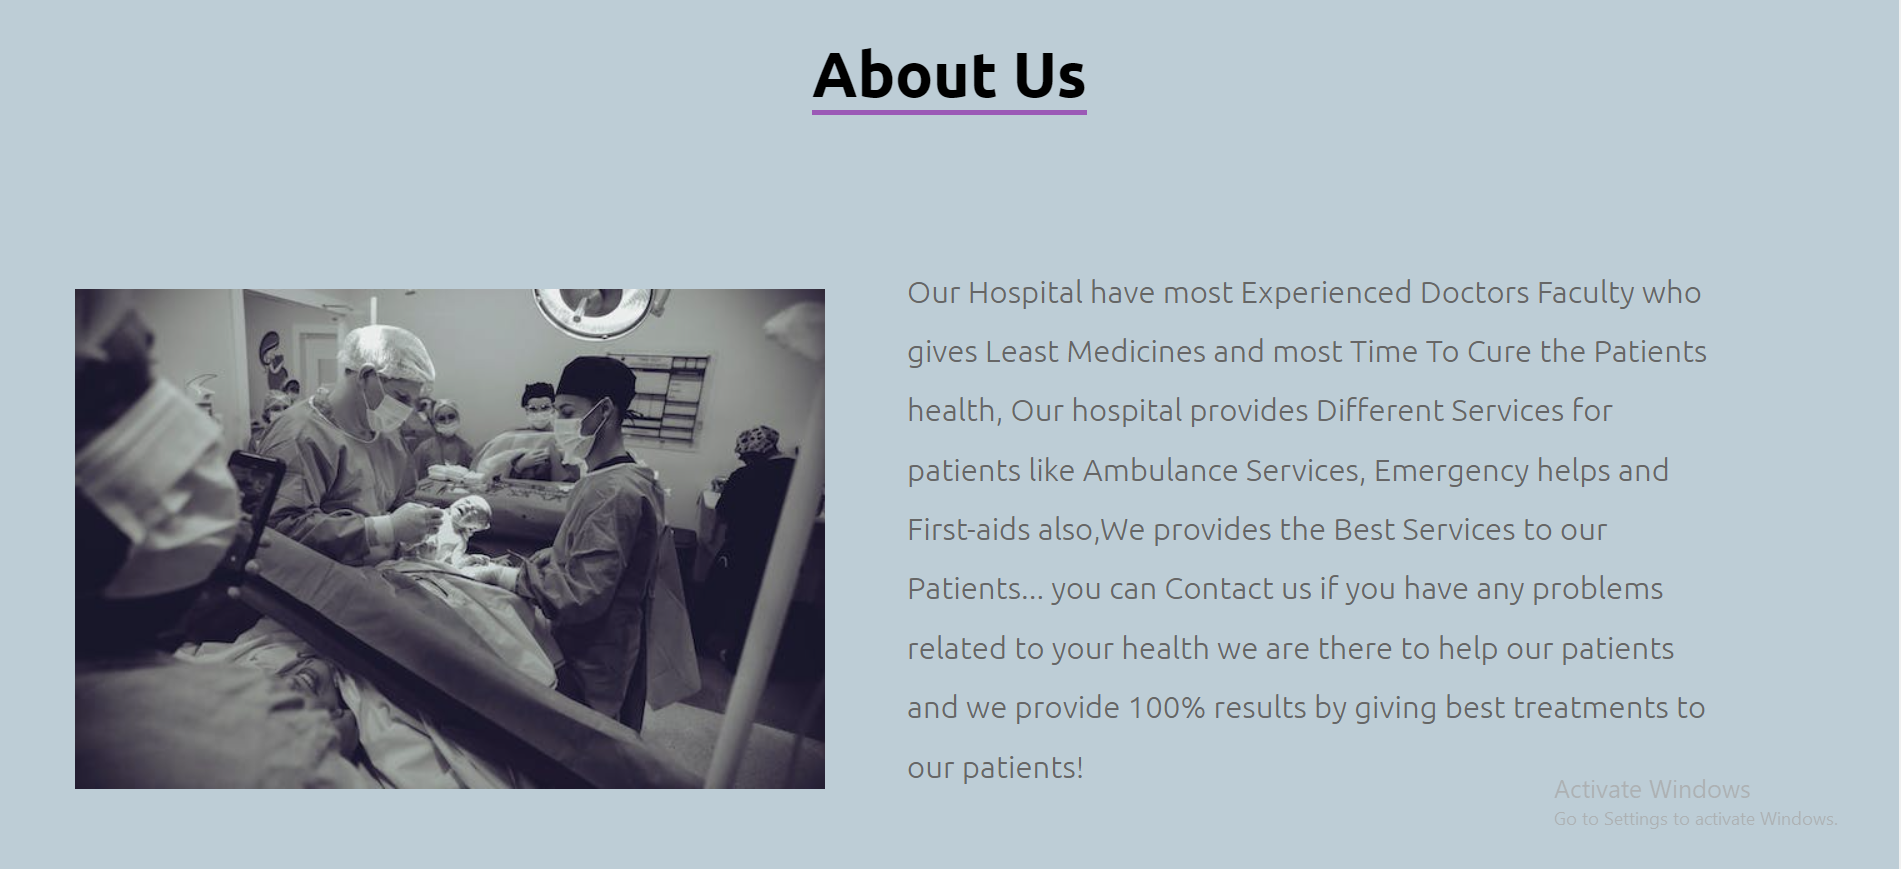 About Us
Our Hospital have most Experienced Doctors Faculty who
gives Least Medicines and most Time To Cure the Patients
health, Our hospital provides Different Services for
patients like Ambulance Services, Emergency helps and
First-aids also,We provides the Best Services to our
Patients... you can Contact us if you have any problems
related to your health we are there to help our patients
and we provide 100% results by giving best treatments to
our patients!
Activate Windows
Go to Settings to activate Windows.